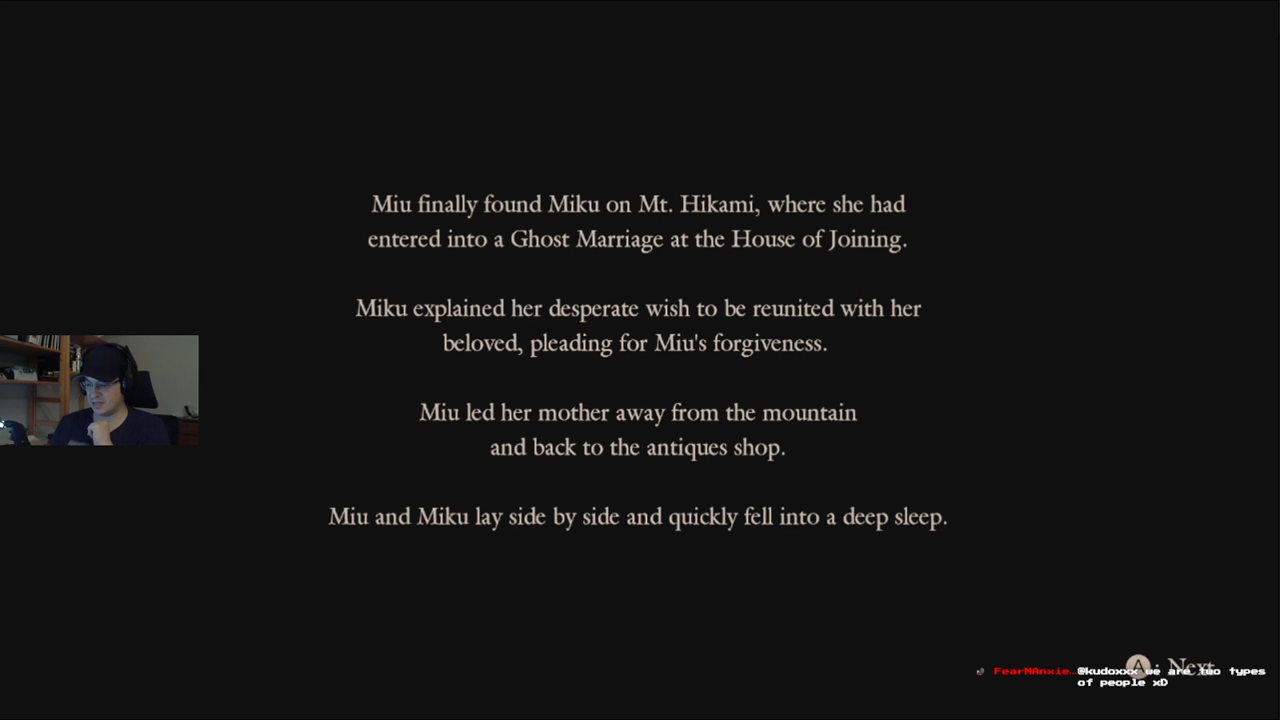 Miu finally found Miku on Mt. Hikami, where she had
entered into a Ghost Marriage at the House of Joining.
Miku explained her desperate wish to be reunited with her
beloved, pleading for Miu's forgiveness.
Miu led her mother away from the mountain
and back to the antiques shop.
Miu and Miku lay side by side and quickly fell into a deep sleep.
A : Next
FearNAnxie… @kudoxxx we are two types
of people xD